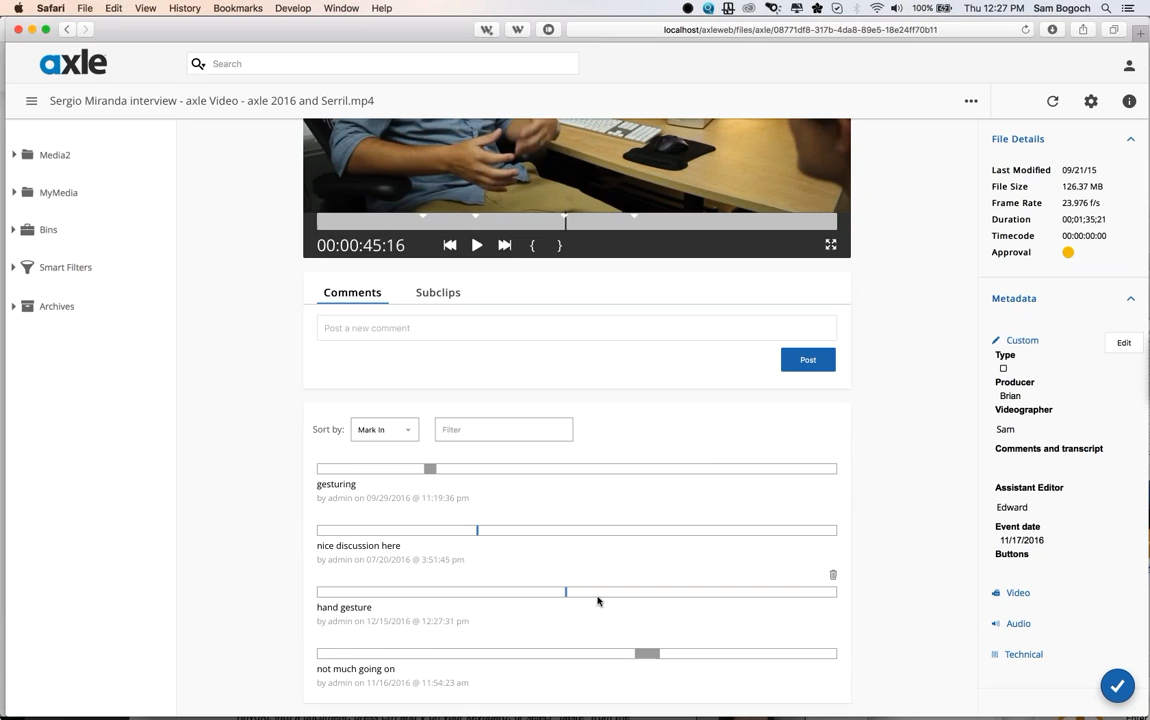 Safari File Edit View History Bookmarks Develop Window Help 100% Thu 12:27 PM Sam Bogoch
localhost/axleweb/files/axle/08771df8-317b-4da8-89e5-18e24ff70b11
axle Search
Sergio Miranda interview - axle Video - axle 2016 and Serril.mp4
Media2
MyMedia
Bins
Smart Filters
Archives
00:00:45:16 { }
Comments Subclips
Post a new comment
Post
Sort by: Mark In Filter
gesturing
by admin on 09/29/2016 @ 11:19:36 pm
nice discussion here
by admin on 07/20/2016 @ 3:51:45 pm
hand gesture
by admin on 12/15/2016 @ 12:27:31 pm
not much going on
by admin on 11/16/2016 @ 11:54:23 am
File Details
Last Modified 09/21/15
File Size 126.37 MB
Frame Rate 23.976 f/s
Duration 00;01;35;21
Timecode 00:00:00:00
Approval
Metadata
Custom Edit
Type
Producer
Brian
Videographer
Sam
Comments and transcript
Assistant Editor
Edward
Event date
11/17/2016
Buttons
Video
Audio
Technical